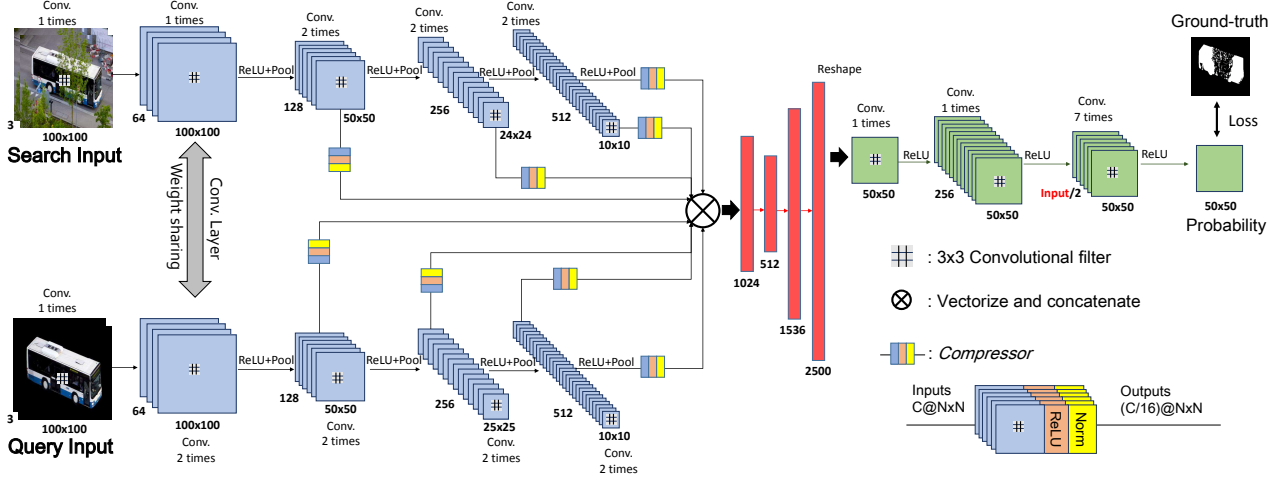 Conv.
1 times
Conv.
1 times
Conv.
2 times
Conv.
2 times
Conv.
2 times
ReLU+Pool
ReLU+Pool
ReLU+Pool
ReLU+Pool
3
100x100
Search Input
64
100x100
128
50x50
256
24x24
512
10x10
Conv. Layer
Weight sharing
Conv.
1 times
3
100x100
Query Input
64
100x100
Conv.
2 times
ReLU+Pool
128
50x50
Conv.
2 times
ReLU+Pool
256
25x25
Conv.
2 times
ReLU+Pool
512
10x10
Conv.
2 times
ReLU+Pool
1024
512
1536
2500
Reshape
Conv.
1 times
50x50
ReLU
Conv.
1 times
256
50x50
ReLU
Conv.
7 times
Input/2
50x50
ReLU
Ground-truth
Loss
50x50
Probability
: 3x3 Convolutional filter
: Vectorize and concatenate
: Compressor
Inputs
C@NxN
ReLU
Norm
Outputs
(C/16)@NxN